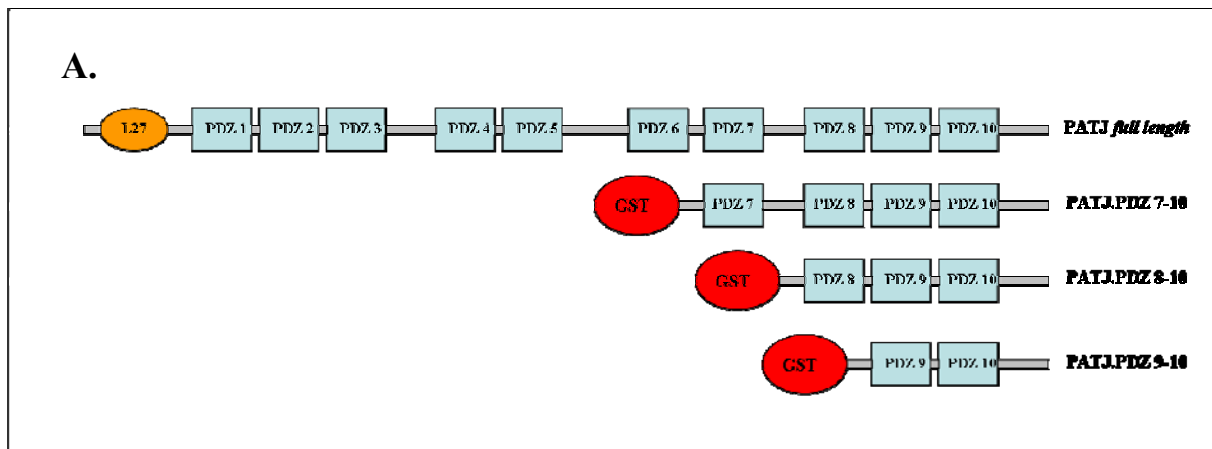 A.
L27 PDZ 1 PDZ 2 PDZ 3 PDZ 4 PDZ 5 PDZ 6 PDZ 7 PDZ 8 PDZ 9 PDZ 10 PATJ full length
GST PDZ 7 PDZ 8 PDZ 9 PDZ 10 PATJ.PDZ 7-10
GST PDZ 8 PDZ 9 PDZ 10 PATJ.PDZ 8-10
GST PDZ 9 PDZ 10 PATJ.PDZ 9-10